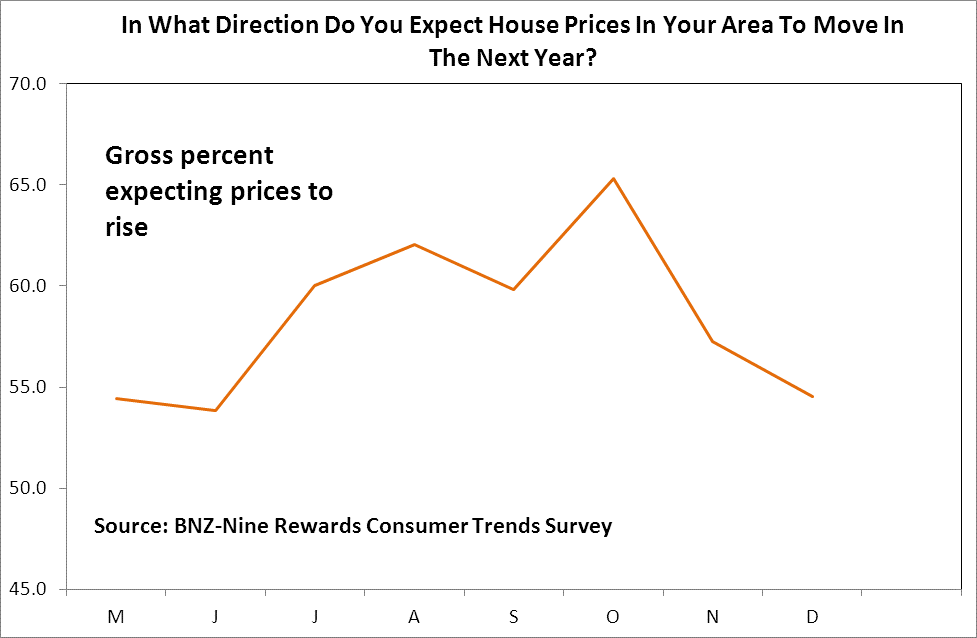 In What Direction Do You Expect House Prices In Your Area To Move In
The Next Year?
70.0
Gross percent
expecting prices to
rise
65.0
60.0
55.0
50.0
Source: BNZ-Nine Rewards Consumer Trends Survey
45.0
M J J A S O N D